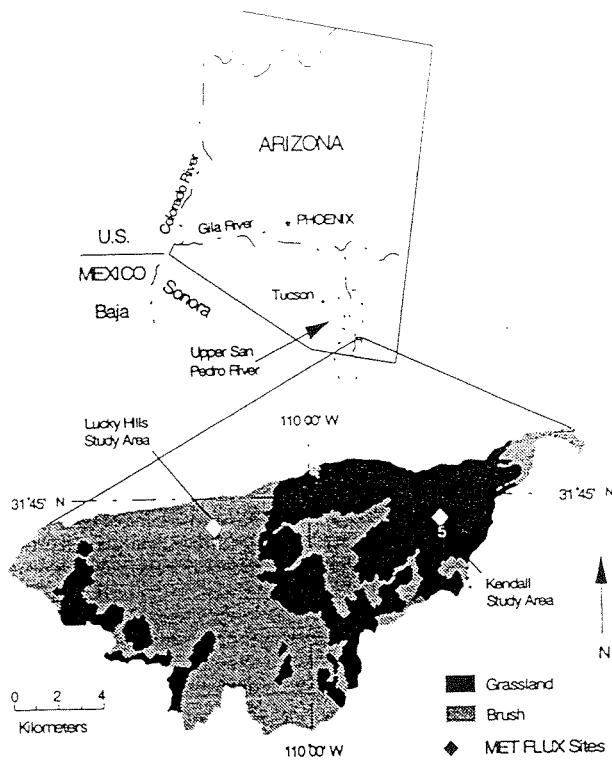 ARIZONA
Colorado River
Gila River
PHOENIX
U.S.
MEXICO
Sonora
Baja
Tucson
Upper San
Pedro River
Lucky Hills
Study Area
110 00' W
31°45' N
31°45' N
1
5
Kendall
Study Area
N
0 2 4
Kilometers
Grassland
Brush
MET FLUX Sites
110 00' W